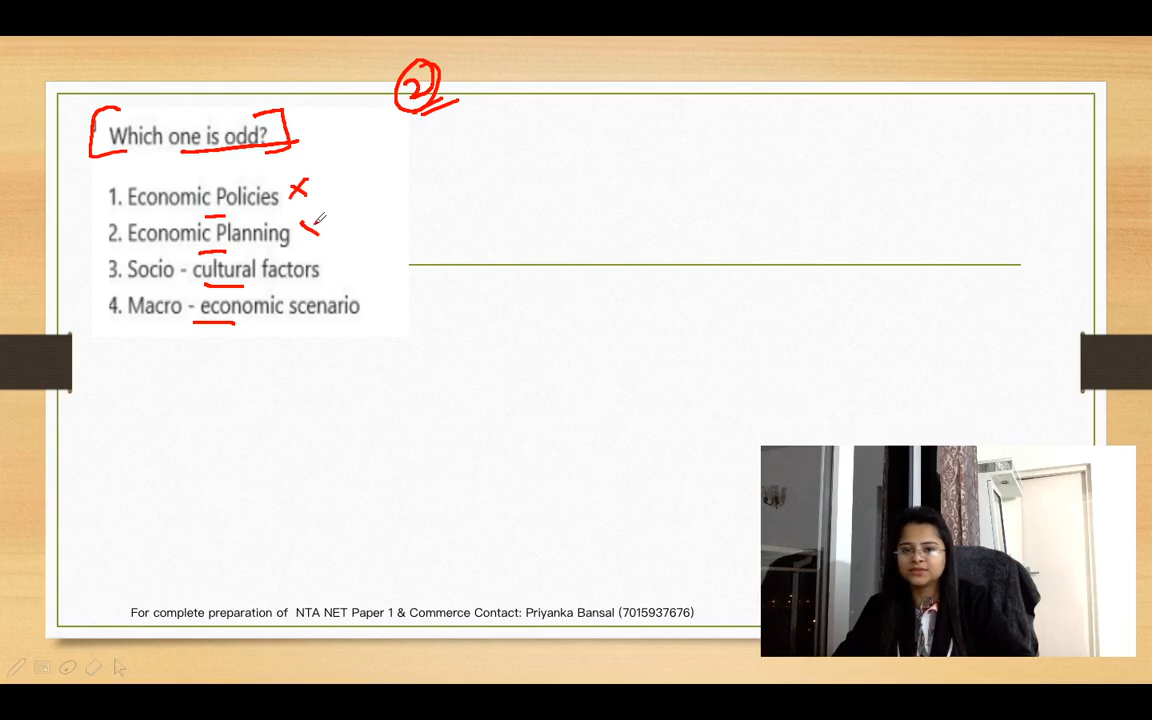 2
Which one is odd?
1. Economic Policies
2. Economic Planning
3. Socio - cultural factors
4. Macro - economic scenario
For complete preparation of NTA NET Paper 1 & Commerce Contact: Priyanka Bansal (7015937676)